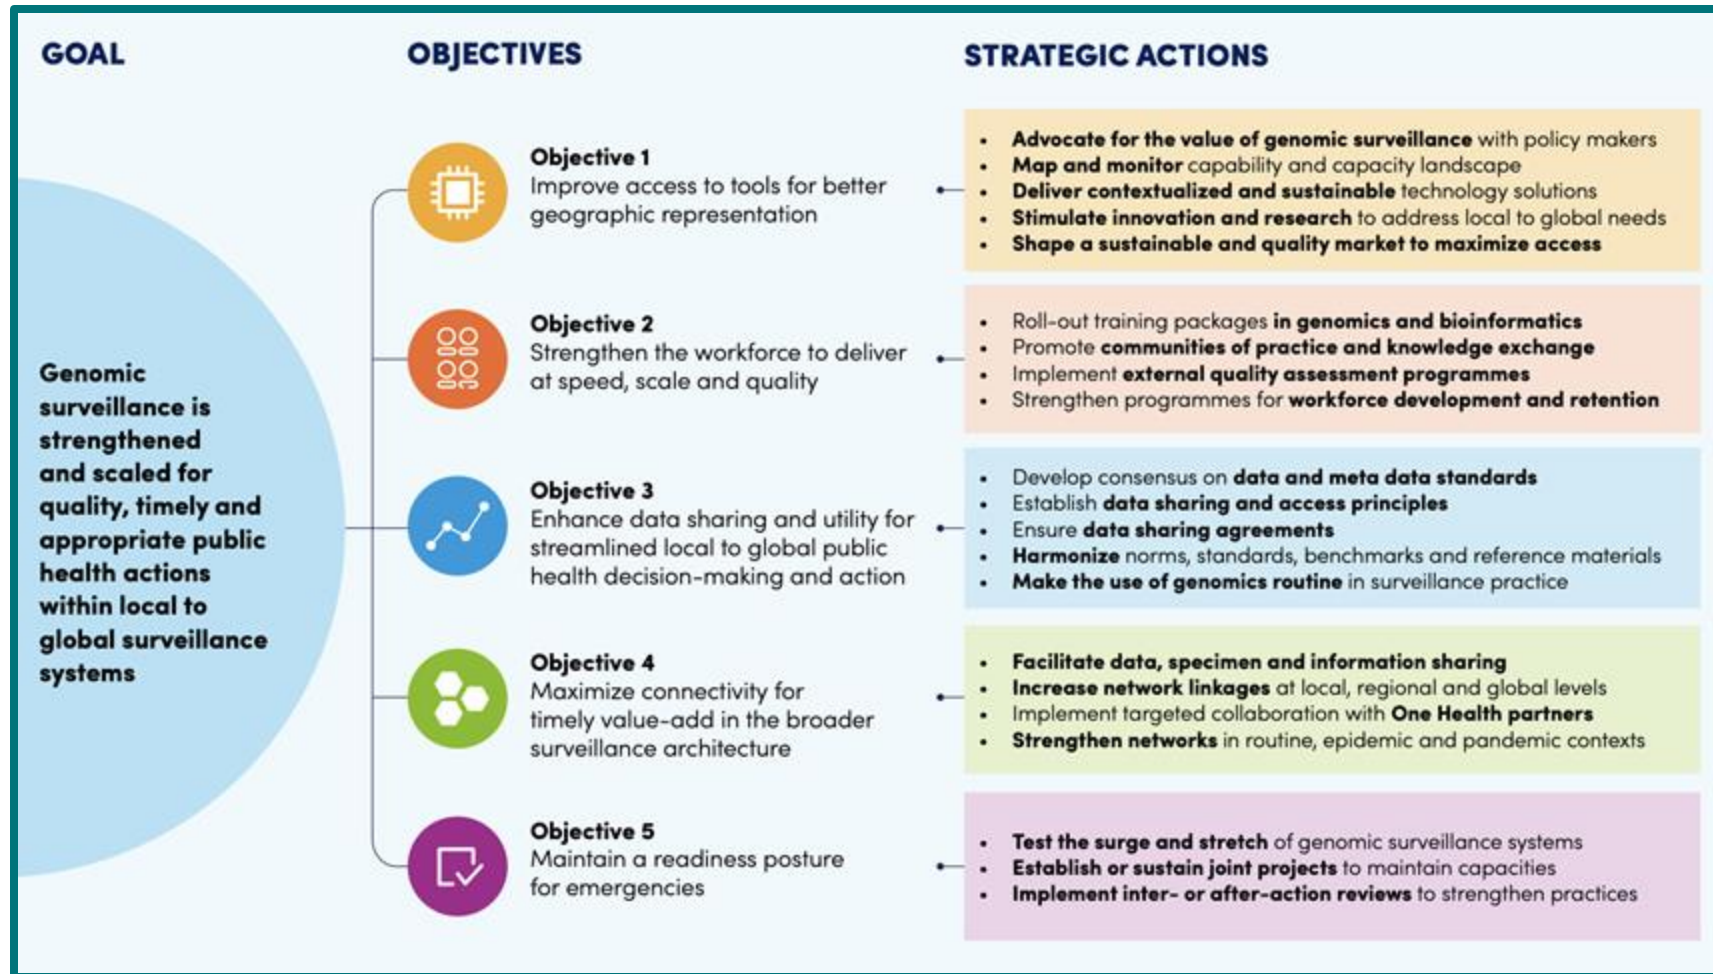 GOAL
OBJECTIVES
STRATEGIC ACTIONS
Genomic
surveillance is
strengthened
and scaled for
quality, timely and
appropriate public
health actions
within local to
global surveillance
systems
Objective 1
Improve access to tools for better
geographic representation
• Advocate for the value of genomic surveillance with policy makers
• Map and monitor capability and capacity landscape
• Deliver contextualized and sustainable technology solutions
• Stimulate innovation and research to address local to global needs
• Shape a sustainable and quality market to maximize access
Objective 2
Strengthen the workforce to deliver
at speed, scale and quality
• Roll-out training packages in genomics and bioinformatics
• Promote communities of practice and knowledge exchange
• Implement external quality assessment programmes
• Strengthen programmes for workforce development and retention
Objective 3
Enhance data sharing and utility for
streamlined local to global public
health decision-making and action
• Develop consensus on data and meta data standards
• Establish data sharing and access principles
• Ensure data sharing agreements
• Harmonize norms, standards, benchmarks and reference materials
• Make the use of genomics routine in surveillance practice
Objective 4
Maximize connectivity for
timely value-add in the broader
surveillance architecture
• Facilitate data, specimen and information sharing
• Increase network linkages at local, regional and global levels
• Implement targeted collaboration with One Health partners
• Strengthen networks in routine, epidemic and pandemic contexts
Objective 5
Maintain a readiness posture
for emergencies
• Test the surge and stretch of genomic surveillance systems
• Establish or sustain joint projects to maintain capacities
• Implement inter- or after-action reviews to strengthen practices